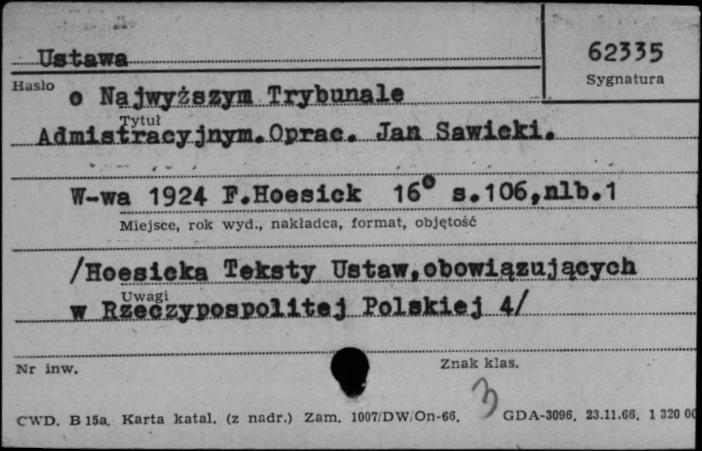 Ustawa
62335
Sygnatura
Hasło
o Najwyższym Trybunale
Tytuł
Admistracyjnym.Oprac. Jan Sawicki.
W-wa 1924 F.Hoesick 16° s.106,nlb.1
Miejsce, rok wyd., nakładca, format, objętość
/Hoesicka Teksty Ustaw,obowiązujących
Uwagi
w Rzeczypospolitej Polskiej 4/
Nr inw.
Znak klas.
3
CWD. B 15a. Karta katal. (z nadr.) Zam. 1007/DW/On-66. GDA-3096. 23.11.66. 1 320 00